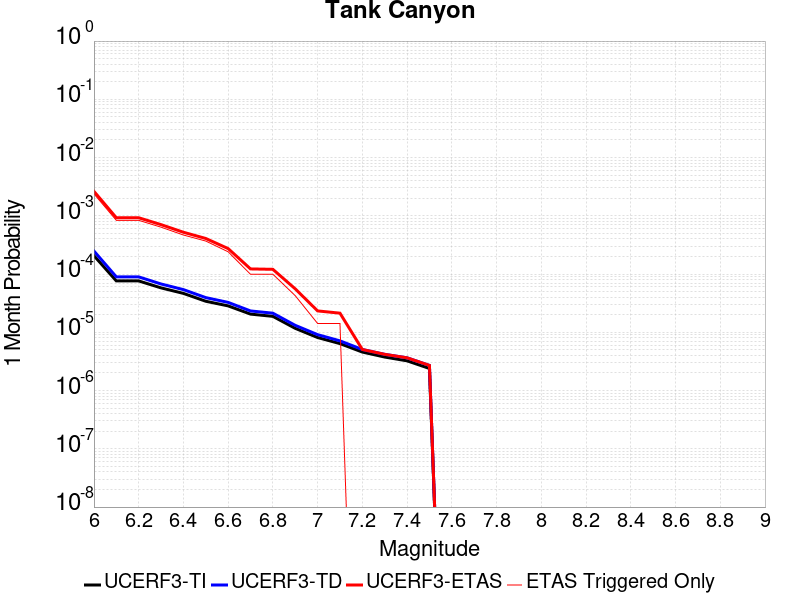 Tank Canyon
10^0
10^-1
10^-2
10^-3
10^-4
10^-5
10^-6
10^-7
10^-8
1 Month Probability
6 6.2 6.4 6.6 6.8 7 7.2 7.4 7.6 7.8 8 8.2 8.4 8.6 8.8 9
Magnitude
UCERF3-TI UCERF3-TD UCERF3-ETAS ETAS Triggered Only